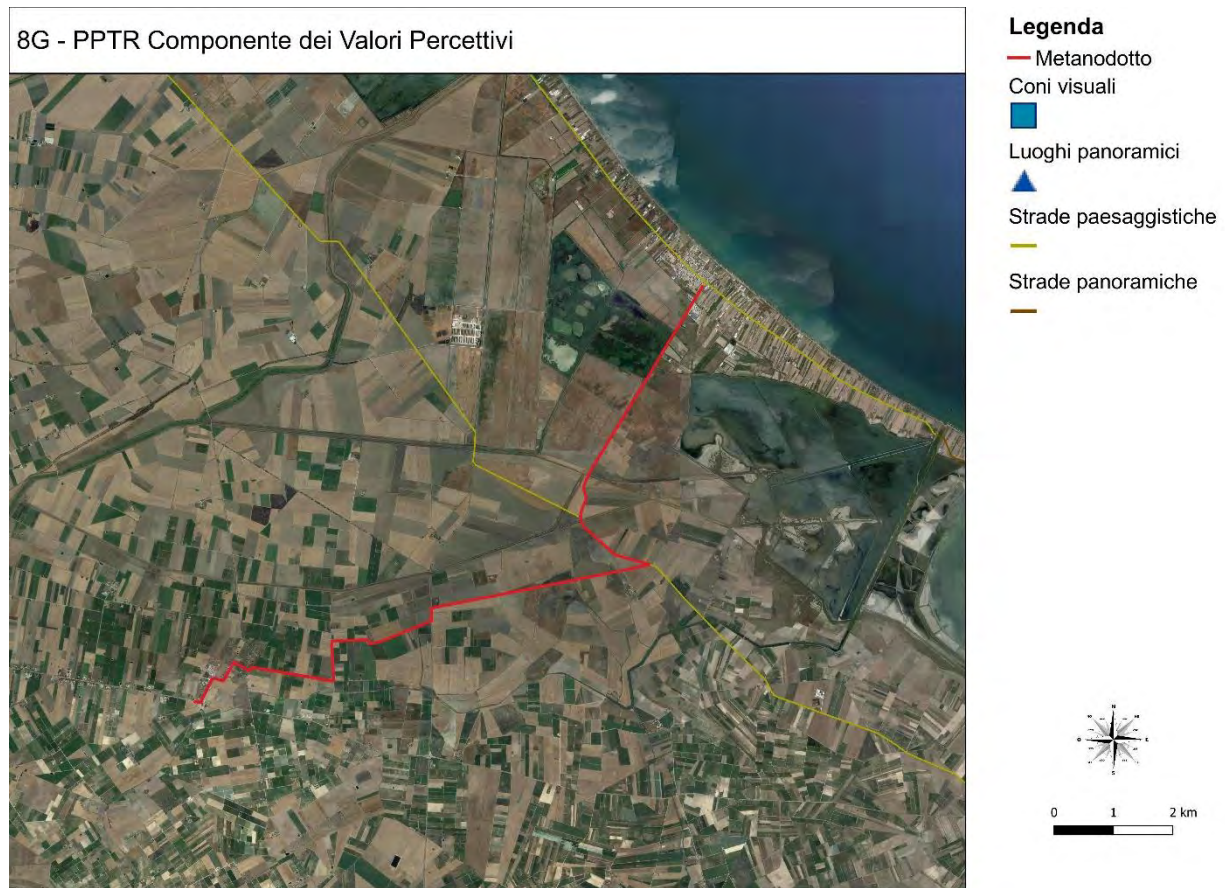 8G - PPTR Componente dei Valori Percettivi
Legenda
Metanodotto
Coni visuali
Luoghi panoramici
Strade paesaggistiche
Strade panoramiche
N
O
E
S
0 1 2 km